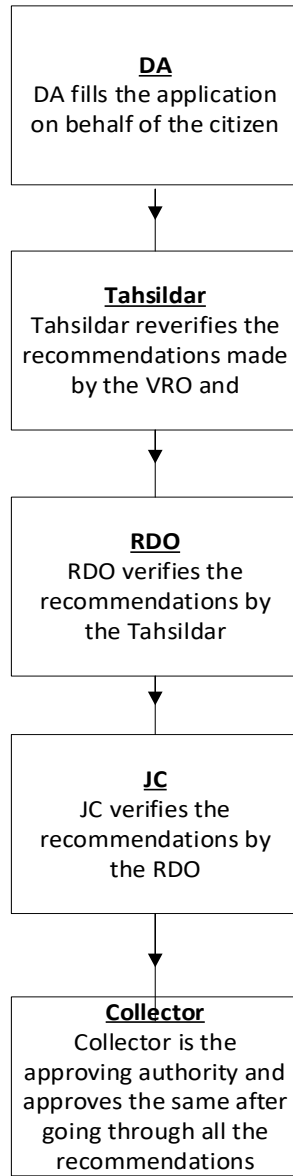 DA
DA fills the application
on behalf of the citizen
Tahsildar
Tahsildar reverifies the
recommendations made
by the VRO and
RDO
RDO verifies the
recommendations by
the Tahsildar
JC
JC verifies the
recommendations by
the RDO
Collector
Collector is the
approving authority and
approves the same after
going through all the
recommendations